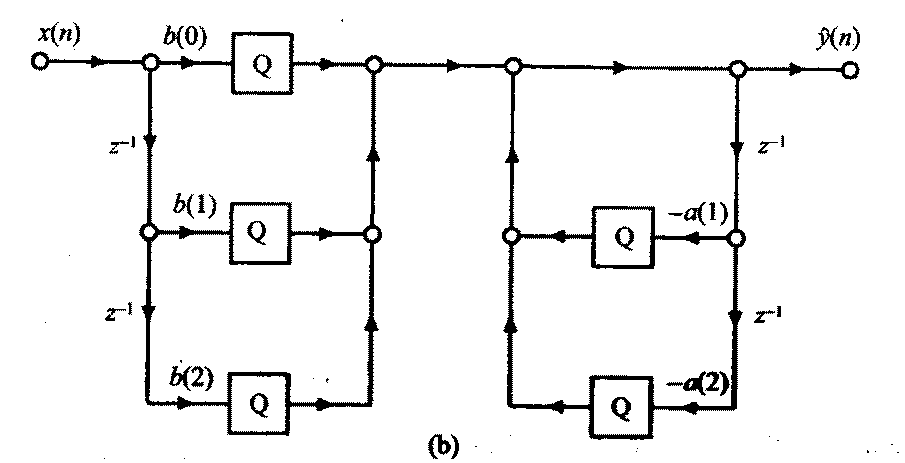 x(n) b(0) Q ŷ(n)
z⁻¹ z⁻¹
b(1) Q Q –a(1)
z⁻¹ z⁻¹
b(2) Q Q –a(2)
(b)